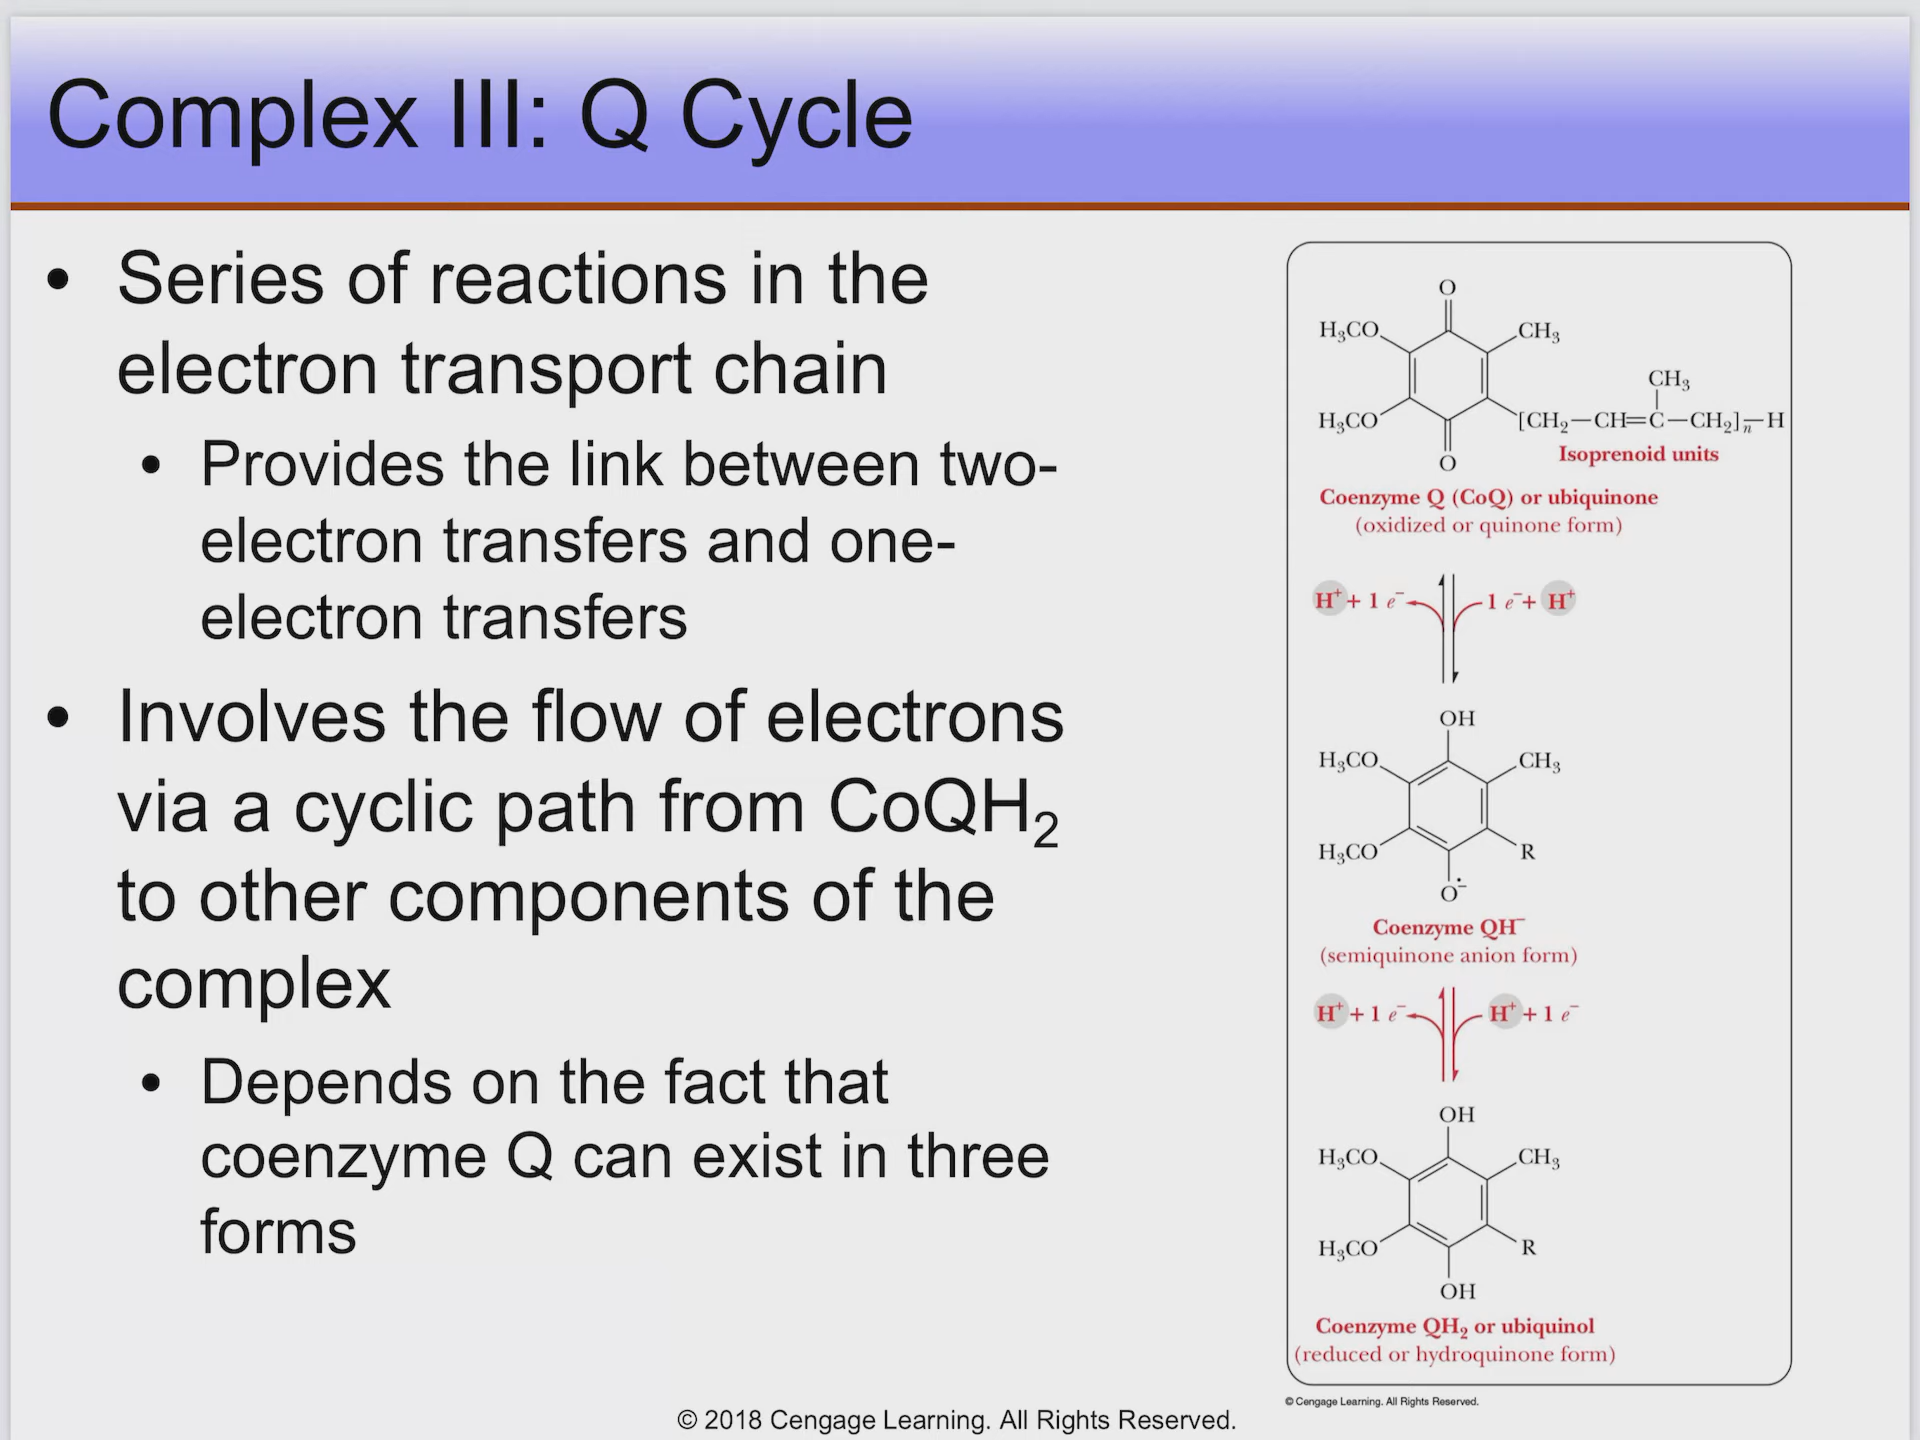 Complex III: Q Cycle
• Series of reactions in the
electron transport chain
• Provides the link between two-
electron transfers and one-
electron transfers
• Involves the flow of electrons
via a cyclic path from CoQH₂
to other components of the
complex
• Depends on the fact that
coenzyme Q can exist in three
forms
O
H₃CO CH₃
CH₃
H₃CO [CH₂—CH=C—CH₂]ₙ—H
O Isoprenoid units
Coenzyme Q (CoQ) or ubiquinone
(oxidized or quinone form)
H⁺ + 1 e⁻ 1 e⁻ + H⁺
OH
H₃CO CH₃
H₃CO R
O∸
Coenzyme QH⁻
(semiquinone anion form)
H⁺ + 1 e⁻ H⁺ + 1 e⁻
OH
H₃CO CH₃
H₃CO R
OH
Coenzyme QH₂ or ubiquinol
(reduced or hydroquinone form)
© Cengage Learning. All Rights Reserved.
© 2018 Cengage Learning. All Rights Reserved.